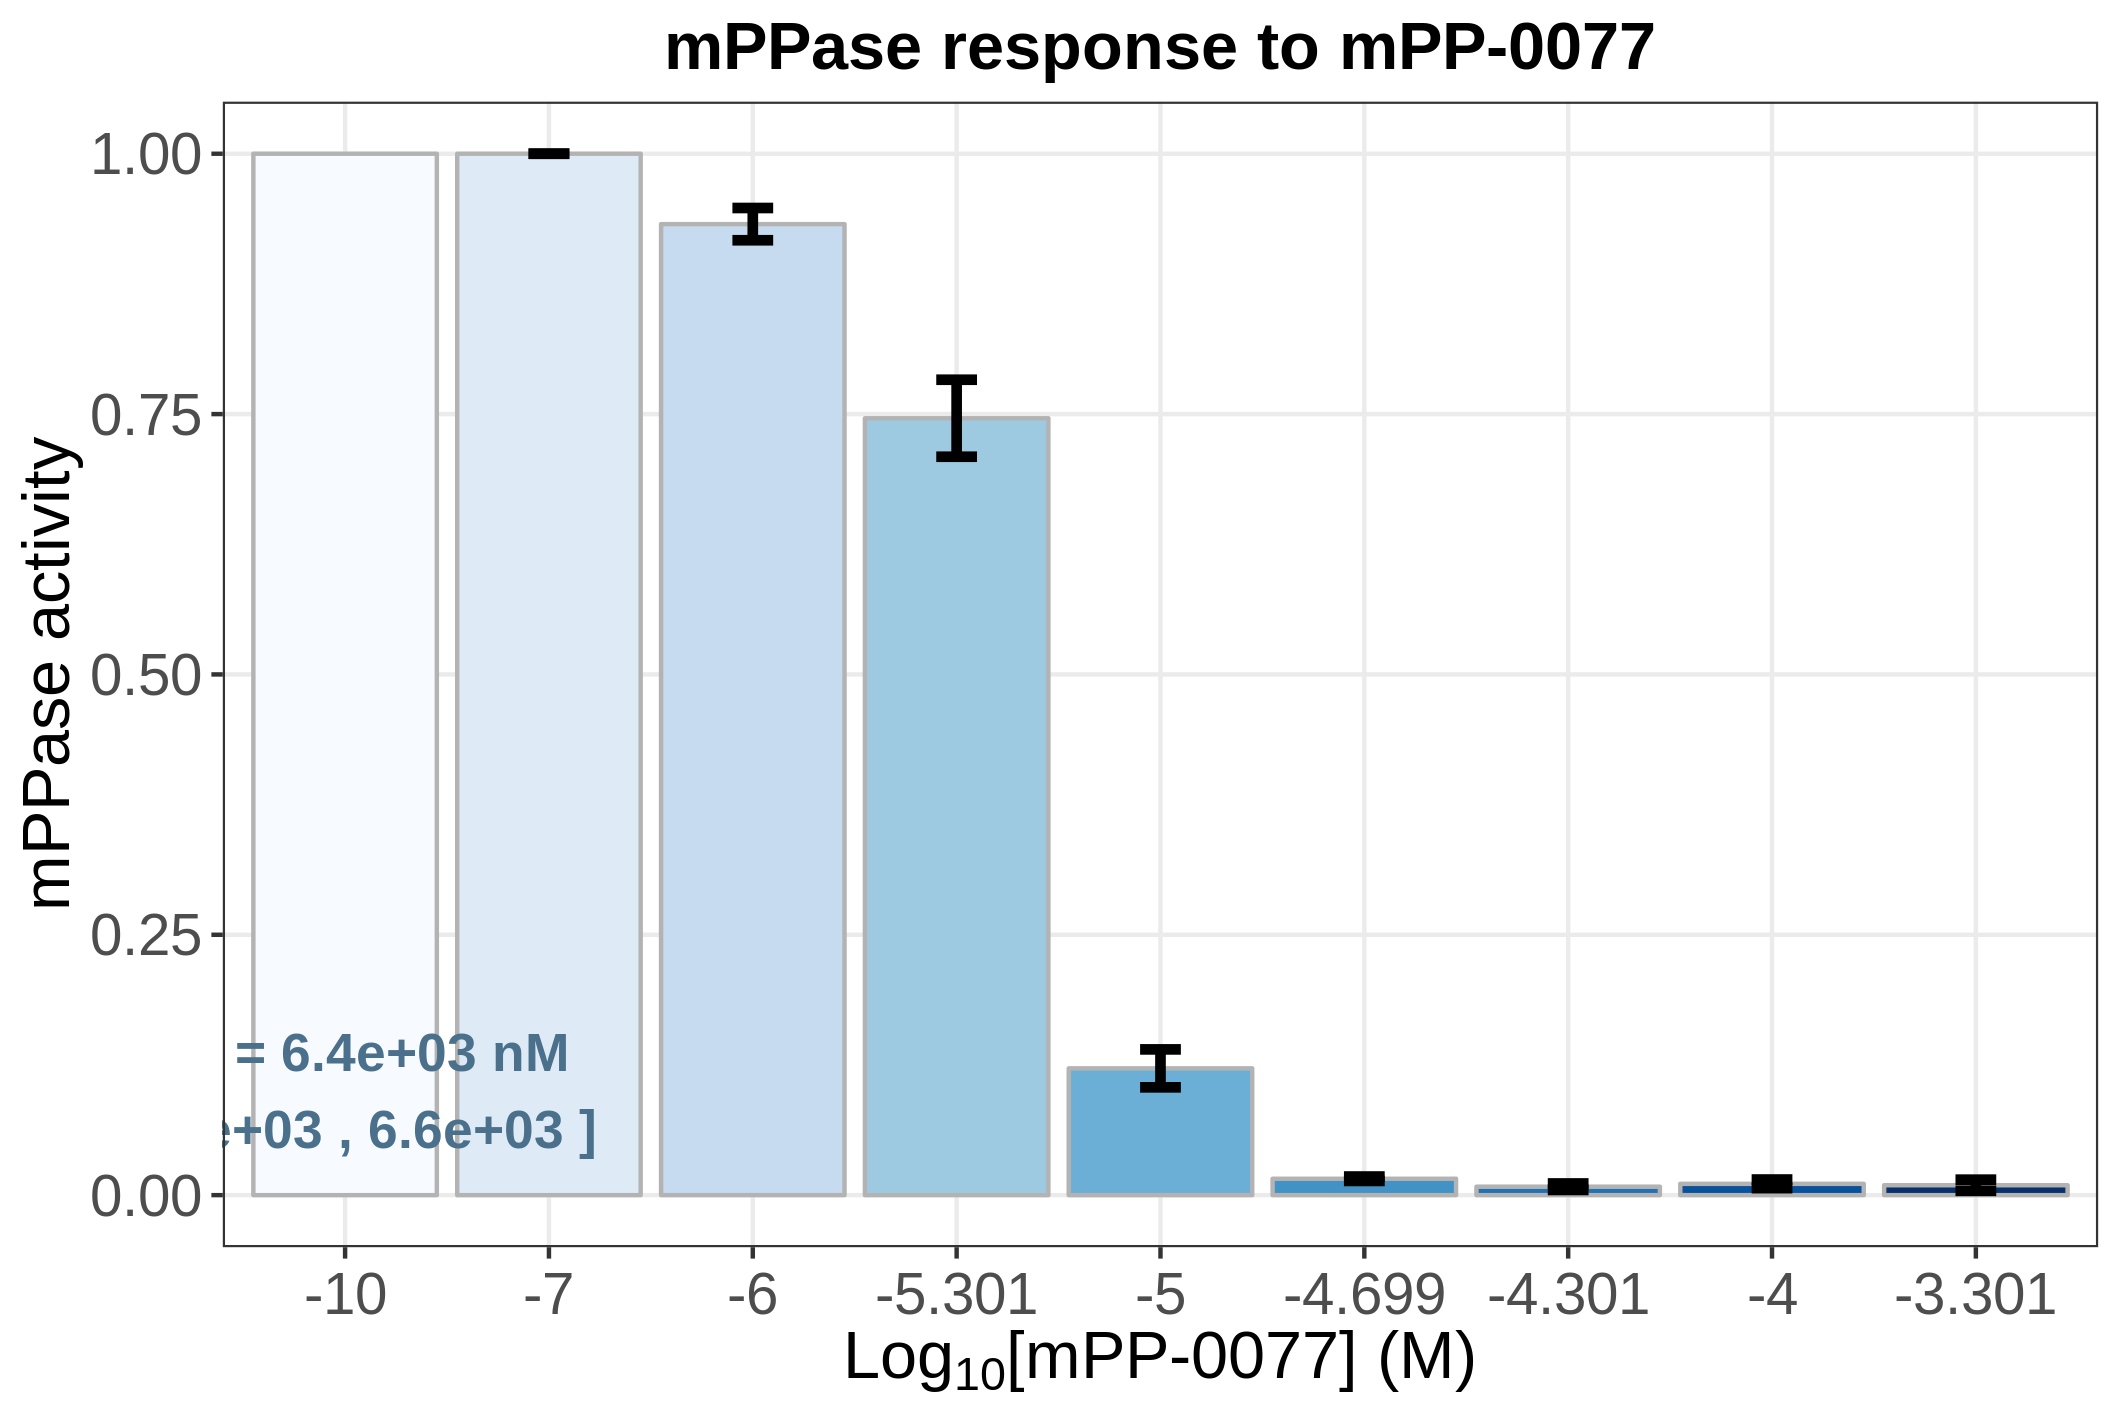 mPPase response to mPP-0077
mPPase activity
1.00
0.75
0.50
0.25
0.00
= 6.4e+03 nM
e+03 , 6.6e+03 ]
-10 -7 -6 -5.301 -5 -4.699 -4.301 -4 -3.301
Log10[mPP-0077] (M)